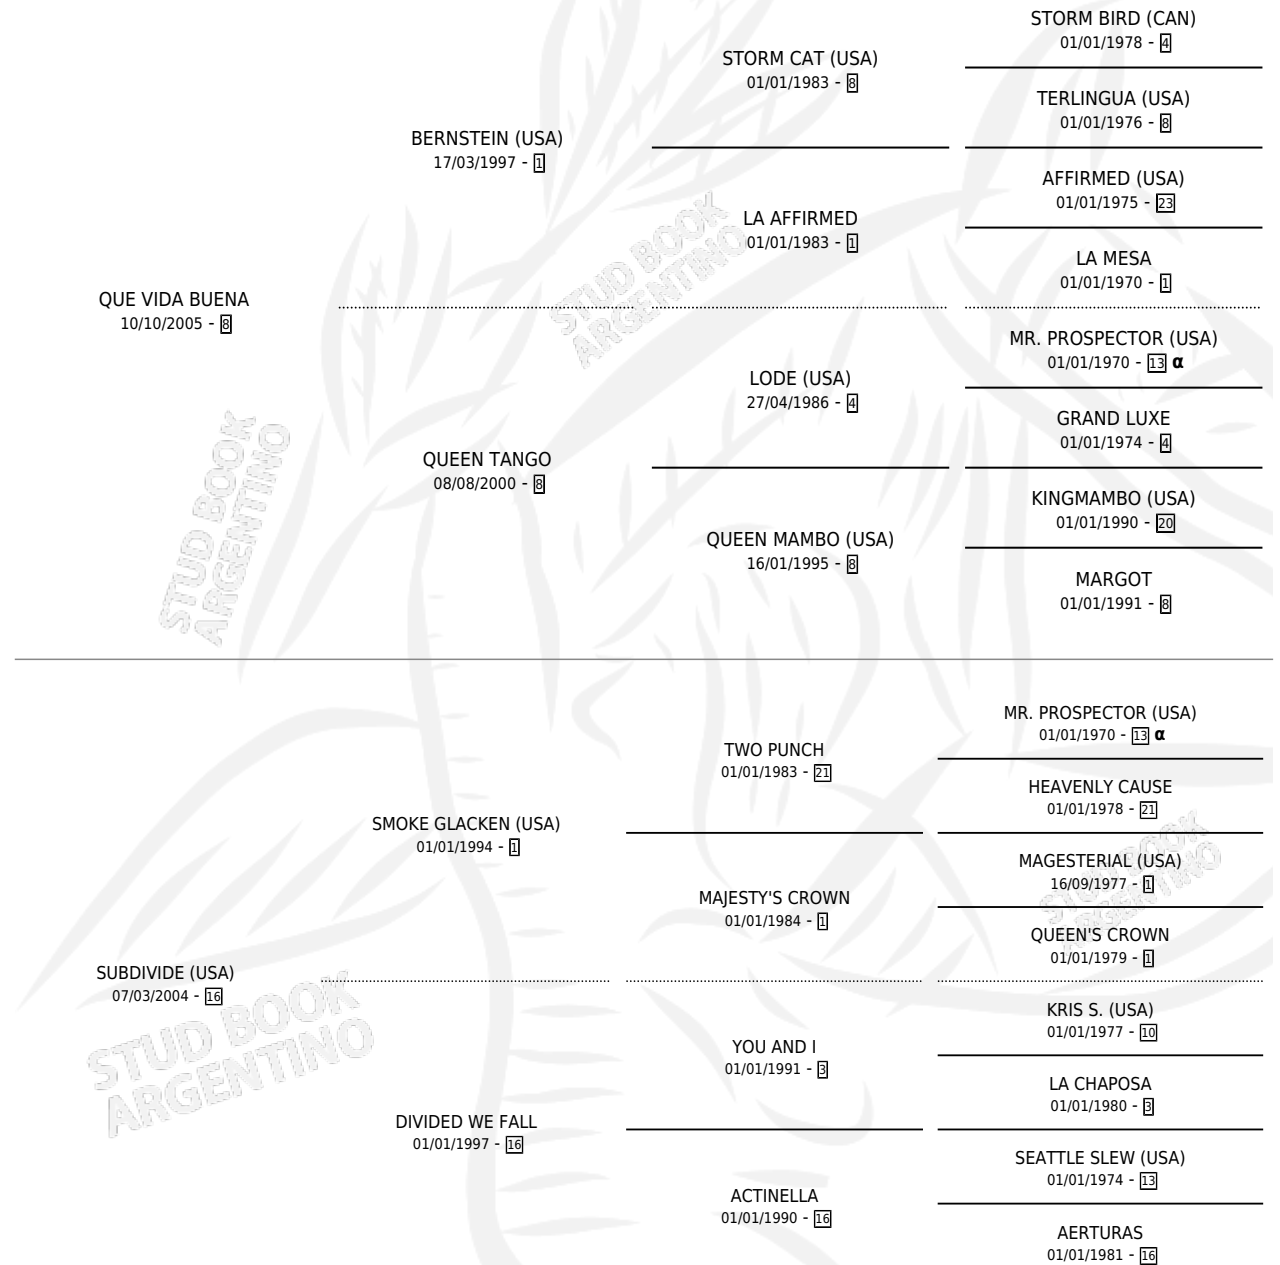 STORM BIRD (CAN)
01/01/1978 - 4
STORM CAT (USA)
01/01/1983 - 8
TERLINGUA (USA)
01/01/1976 - 8
BERNSTEIN (USA)
17/03/1997 - 1
AFFIRMED (USA)
01/01/1975 - 23
LA AFFIRMED
01/01/1983 - 1
LA MESA
01/01/1970 - 1
QUE VIDA BUENA
10/10/2005 - 8
MR. PROSPECTOR (USA)
01/01/1970 - 13 α
LODE (USA)
27/04/1986 - 4
GRAND LUXE
01/01/1974 - 4
QUEEN TANGO
08/08/2000 - 8
KINGMAMBO (USA)
01/01/1990 - 20
QUEEN MAMBO (USA)
16/01/1995 - 8
MARGOT
01/01/1991 - 8
MR. PROSPECTOR (USA)
01/01/1970 - 13 α
TWO PUNCH
01/01/1983 - 21
HEAVENLY CAUSE
01/01/1978 - 21
SMOKE GLACKEN (USA)
01/01/1994 - 1
MAGESTERIAL (USA)
16/09/1977 - 1
MAJESTY'S CROWN
01/01/1984 - 1
QUEEN'S CROWN
01/01/1979 - 1
SUBDIVIDE (USA)
07/03/2004 - 16
KRIS S. (USA)
01/01/1977 - 10
YOU AND I
01/01/1991 - 3
LA CHAPOSA
01/01/1980 - 3
DIVIDED WE FALL
01/01/1997 - 16
SEATTLE SLEW (USA)
01/01/1974 - 13
ACTINELLA
01/01/1990 - 16
AERTURAS
01/01/1981 - 16
STUD BOOK
ARGENTINO
STUD BOOK
ARGENTINO
STUD BOOK
ARGENTINO
STUD BOOK
ARGENTINO